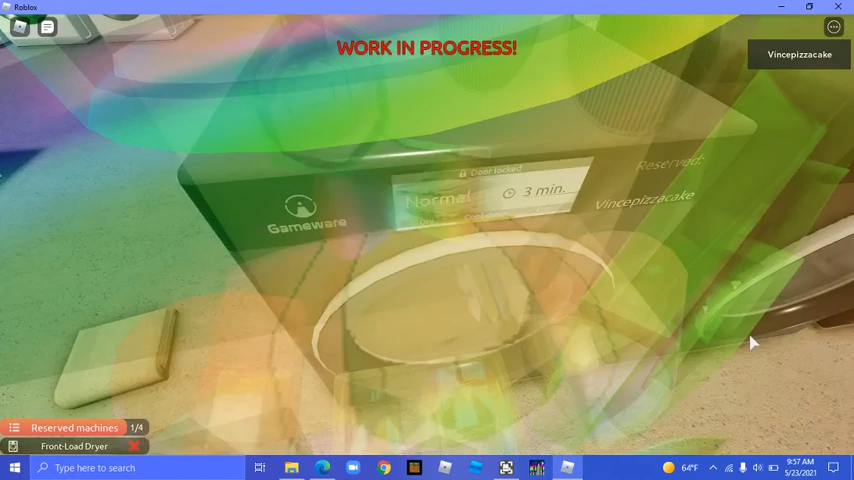 Roblox
WORK IN PROGRESS!
Vincepizzacake
Door locked
Reserved:
Normal
3 min.
Vincepizzacake
Gameware
Reserved machines 1/4
Front-Load Dryer
Type here to search
64°F
9:57 AM
5/23/2021